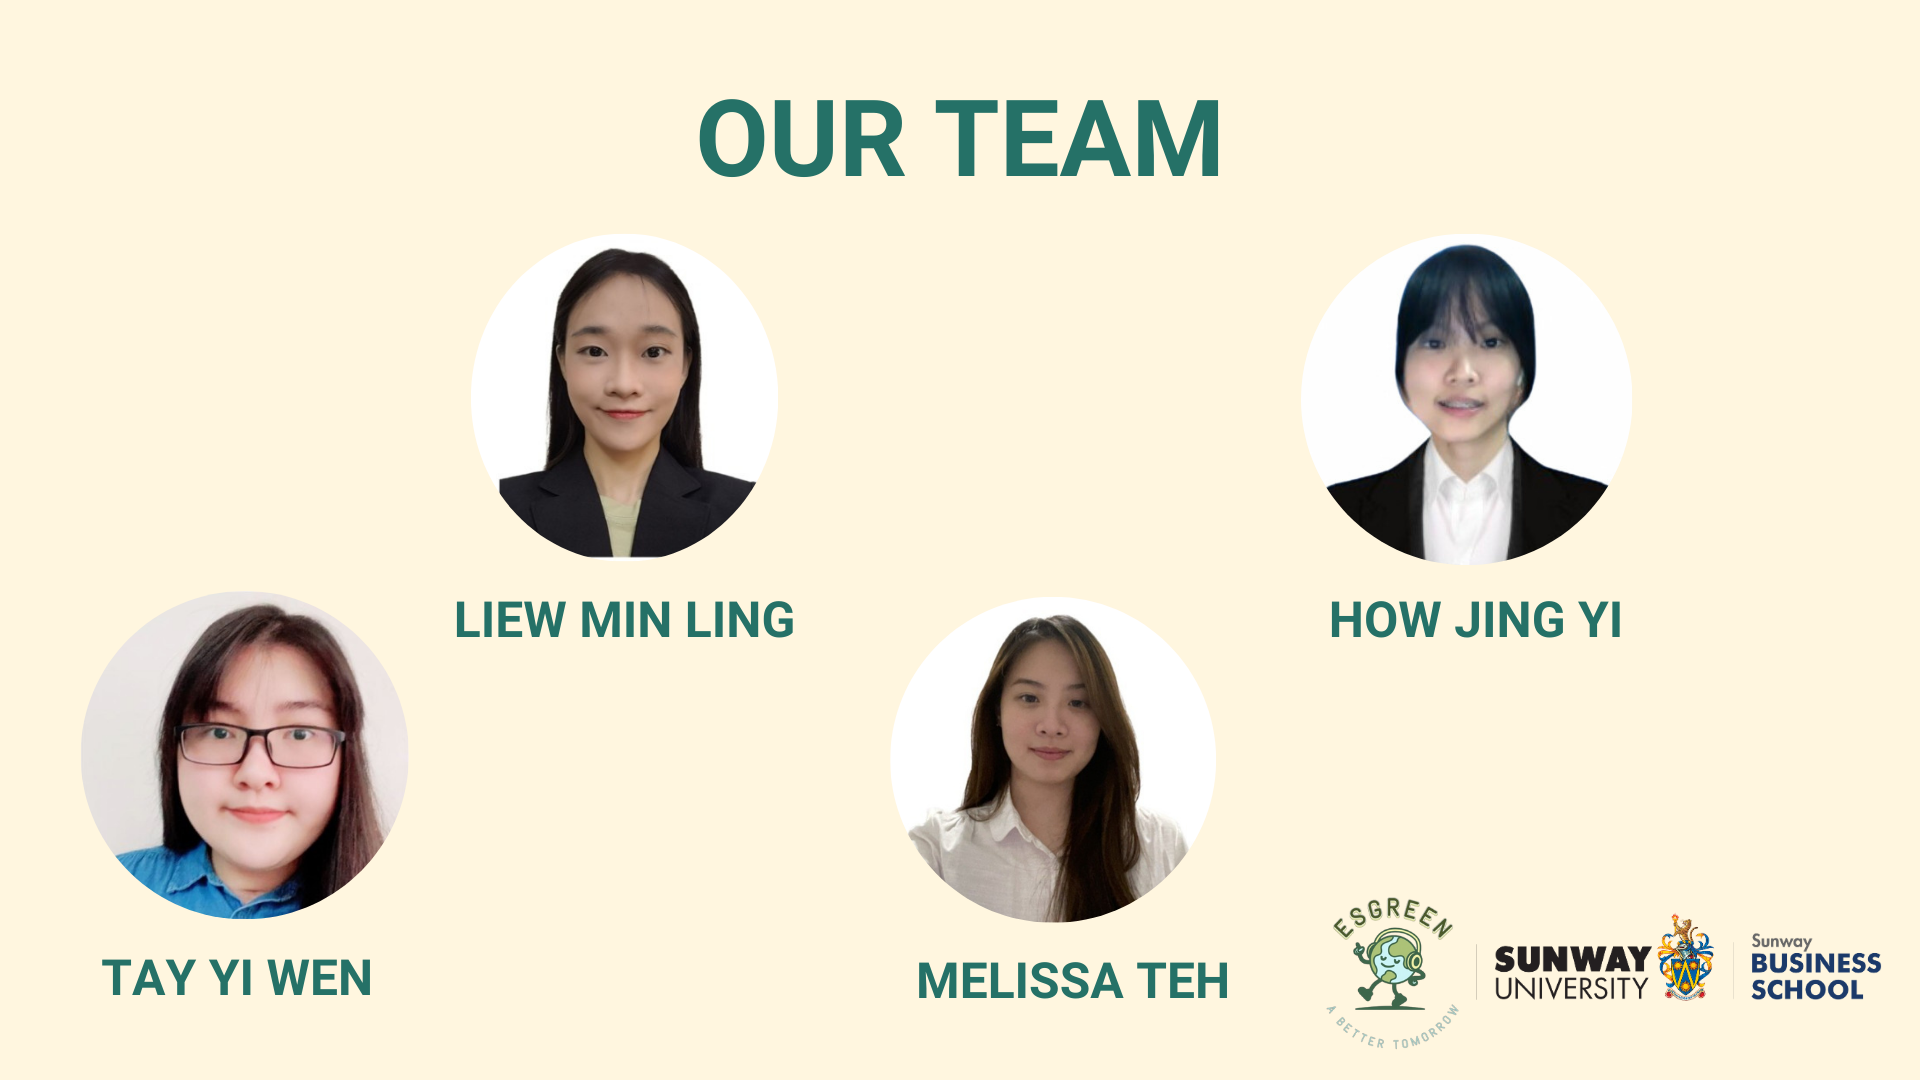 OUR TEAM
LIEW MIN LING
HOW JING YI
TAY YI WEN
MELISSA TEH
ESGREEN
A BETTER TOMORROW
SUNWAY
UNIVERSITY
Sunway
BUSINESS
SCHOOL